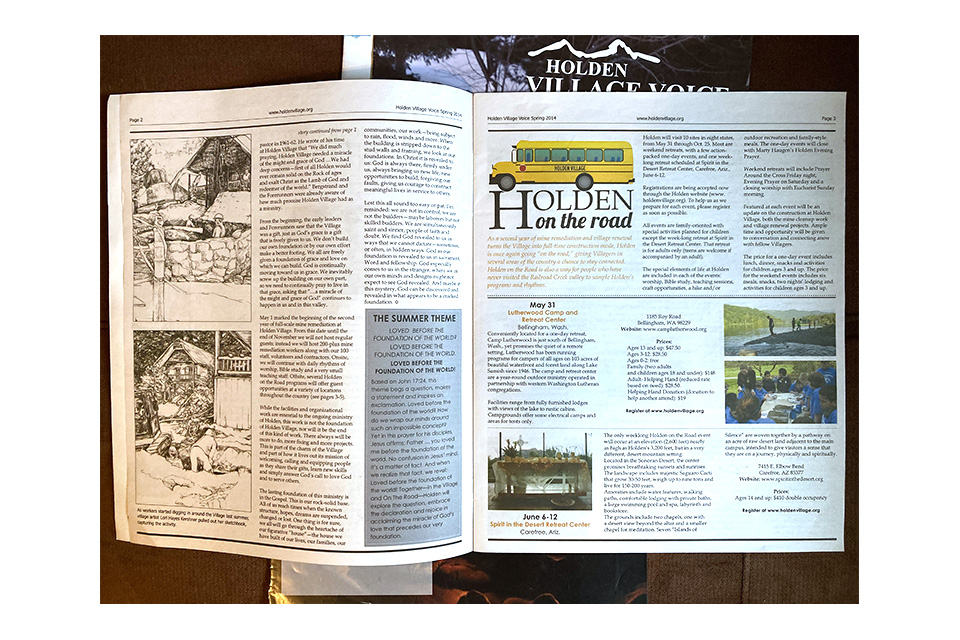 HOLDEN
VILLAGE VOICE
Page 2
www.holdenvillage.org
Holden Village Voice Spring 2014
story continued from page 1
pastor in 1961-62. He wrote of his time
at Holden Village that "We did much
praying. Holden Village needed a miracle
of the might and grace of God ... We had
deep concerns—first of all Holden would
ever remain solid on the Rock of ages
and exalt Christ as the Lamb of God and
redeemer of the world." Bergstrand and
the Forerunners were already aware of
how much promise Holden Village had as
a ministry.
From the beginning, the early leaders
and Forerunners saw that the Village
was a gift, just as God's grace is a gift
that is freely given to us. We don't build
our own foundation or by our own effort
make a better footing. We all are freely
given a foundation of grace and love on
which we can build. God is continually
moving toward us in grace. We inevitably
screw up the building on our own part,
so we need to continually pray to live in
that grace, asking that "...a miracle of
the might and grace of God" continues to
happen in us and in this valley.
May 1 marked the beginning of the second
year of full-scale mine remediation at
Holden Village. From this date until the
end of November we will not host regular
guests; instead we will host 200-plus mine
remediation workers along with our 100
staff, volunteers and contractors. Onsite,
we will continue with daily rhythms of
worship, Bible study and a very small
teaching staff. Offsite, several Holden
on the Road programs will offer guest
opportunities at a variety of locations
throughout the country (see pages 3-5).
While the facilities and organizational
work are essential to the ongoing ministry
of Holden, this work is not the foundation
of Holden Village, nor will it be the end
of this kind of work. There always will be
more to do, more feeding and more projects.
This is part of the charm of the Village
and part of how it lives out its mission of
welcoming, calling and equipping people
as they share their gifts, learn new skills
and simply answer God's call to love God
and to serve others.
The lasting foundation of this ministry is
in the Gospel. This is our rock-solid base.
All of us reach times when the known
structure, hopes, dreams are suspended,
changed or lost. One thing is for sure,
we all will go through the heartache of
our figurative "house"—the house we
have built of our lives, our families, our
communities, our work—being subject
to rain, flood, winds and more. When
the building is stripped down to the
stud walls and framing, we look at our
foundations. In Christ it is revealed to
us: God is always there, firmly under
us, always bringing us new life, new
opportunities to build, forgiving our
faults, giving us courage to construct
meaningful lives in service to others.
Lest this all sound too easy or pat, I'm
reminded: we are not in control, we are
not the builders—maybe laborers but not
skilled builders. We are simultaneously
saint and sinner, people of faith and
doubt. We find God revealed to us in
ways that we cannot dictate—sometimes,
or often, in hidden ways. God as our
foundation is revealed to us in sacrament,
Word and fellowship. God especially
comes to us in the stranger, where we in
our own minds and designs might not
expect to see God revealed. And maybe in
this mystery, God can be discovered and
revealed in what appears to be a cracked
foundation.
THE SUMMER THEME
LOVED BEFORE THE
FOUNDATION OF THE WORLD?
LOVED BEFORE THE
FOUNDATION OF THE WORLD.
LOVED BEFORE THE
FOUNDATION OF THE WORLD!
Based on John 17:24, this
theme begs a question, makes
a statement and inspires an
exclamation. Loved before the
foundation of the world? How
do we wrap our minds around
such an impossible concept?
Yet in this prayer for his disciples,
Jesus affirms: Father ... you loved
me before the foundation of the
world. No confusion in Jesus' mind.
It's a matter of fact. And when
we realize that fact, we revel:
Loved before the foundation of
the world! Together—in the Village
and On the Road—Holden will
explore the question, embrace
the declaration and rejoice in
acclaiming the miracle of God's
love that precedes our very
foundation.
As workers started digging in around the Village last summer,
village artist Lori Hayes Kershner pulled out her sketchbook,
capturing the activity.
Holden Village Voice Spring 2014
www.holdenvillage.org
Page 3
HOLDEN VILLAGE
HOLDEN
on the road
As a second year of mine remediation and village renewal
turns the Village into full-time construction mode, Holden
is once again going "on the road," giving Villagers in
several areas of the country a chance to stay connected.
Holden on the Road is also a way for people who have
never visited the Railroad Creek valley to sample Holden's
programs and rhythms.
Holden will visit 10 sites in eight states,
from May 31 through Oct. 25. Most are
weekend retreats, with a few action-
packed one-day events, and one week-
long retreat scheduled at Spirit in the
Desert Retreat Center, Carefree, Ariz.,
June 6-12.
Registrations are being accepted now
through the Holden website (www.
holdenvillage.org). To help us as we
prepare for each event, please register
as soon as possible.
All events are family-oriented with
special activities planned for children,
except the week-long retreat at Spirit in
the Desert Retreat Center. That retreat
is for adults only (teens are welcome if
accompanied by an adult).
The special elements of life at Holden
are included in each of the events:
worship, Bible study, teaching sessions,
craft opportunities, a hike and/or
outdoor recreation and family-style
meals. The one-day events will close
with Marty Haugen's Holden Evening
Prayer.
Weekend retreats will include Prayer
Around the Cross Friday night,
Evening Prayer on Saturday and a
closing worship with Eucharist Sunday
morning.
Featured at each event will be an
update on the construction at Holden
Village, both the mine cleanup work
and village renewal projects. Ample
time and opportunity will be given
to conversation and connecting anew
with fellow Villagers.
The price for a one-day event includes
lunch, dinner, snacks and activities
for children ages 3 and up. The price
for the weekend events includes six
meals, snacks, two nights' lodging and
activities for children ages 3 and up.
May 31
Lutherwood Camp and
Retreat Center
Bellingham, Wash.
Conveniently located for a one-day retreat,
Camp Lutherwood is just south of Bellingham,
Wash., yet promises the quiet of a remote
setting. Lutherwood has been running
programs for campers of all ages on 103 acres of
beautiful waterfront and forest land along Lake
Samish since 1946. The camp and retreat center
are a year-round outdoor ministry operated in
partnership with western Washington Lutheran
congregations.
Facilities range from fully furnished lodges
with views of the lake to rustic cabins.
Campgrounds offer some electrical camps and
areas for tents only.
1185 Roy Road
Bellingham, WA 98229
Website: www.camplutherwood.org
Prices:
Ages 13 and up: $47.50
Ages 3-12: $28.50
Ages 0-2: free
Family (two adults
and children ages 18 and under): $148
Adult- Helping Hand (reduced rate
based on need): $28.50
Helping Hand Donation (donation to
help another amend): $19
Register at www.holdenvillage.org
June 6-12
Spirit in the Desert Retreat Center
Carefree, Ariz.
The only weeklong Holden on the Road event
will occur at an elevation (2,600 feet) nearly
as high as Holden's 3,200 feet, but in a very
different, desert mountain setting.
Located in the Sonoran Desert, the center
promises breathtaking sunrises and sunsets.
The landscape includes majestic Saguaro Cacti
that grow 30-50 feet, weigh up to nine tons and
live for 150-200 years.
Amenities include water features, walking
paths, comfortable lodging with private baths,
a large swimming pool and spa, labyrinth and
bookstore.
The grounds include two chapels, one with
a desert view beyond the altar and a smaller
chapel for meditation. Seven "Islands of
Silence" are woven together by a pathway on
an acre of raw desert land adjacent to the main
campus, intended to give visitors a sense that
they are on a journey, physically and spiritually.
7415 E. Elbow Bend
Carefree, AZ 85377
Website: www.spiritinthedesert.org
Prices:
Ages 14 and up: $410 double occupancy
Register at www.holdenvillage.org